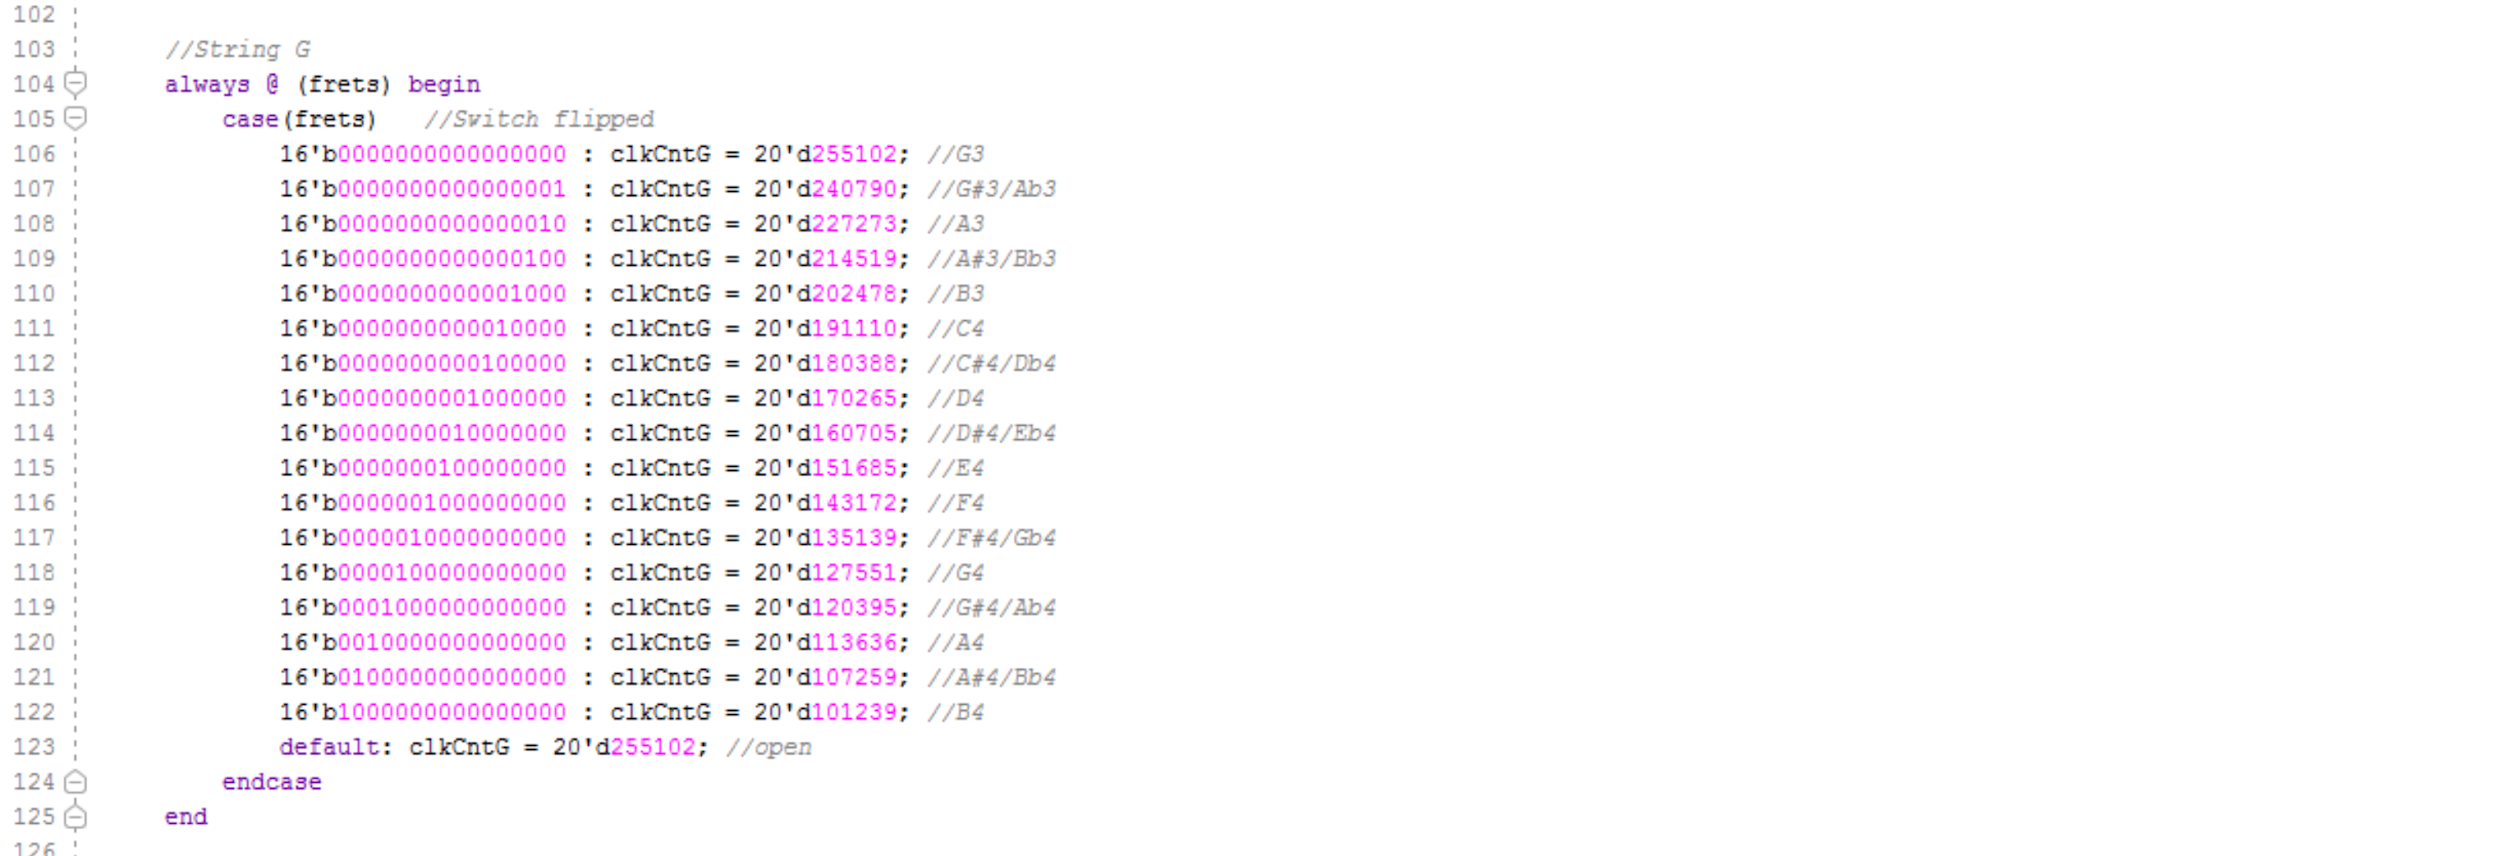 102
103 //String G
104 always @ (frets) begin
105 case(frets) //Switch flipped
106 16'b0000000000000000 : clkCntG = 20'd255102; //G3
107 16'b0000000000000001 : clkCntG = 20'd240790; //G#3/Ab3
108 16'b0000000000000010 : clkCntG = 20'd227273; //A3
109 16'b0000000000000100 : clkCntG = 20'd214519; //A#3/Bb3
110 16'b0000000000001000 : clkCntG = 20'd202478; //B3
111 16'b0000000000010000 : clkCntG = 20'd191110; //C4
112 16'b0000000000100000 : clkCntG = 20'd180388; //C#4/Db4
113 16'b0000000001000000 : clkCntG = 20'd170265; //D4
114 16'b0000000010000000 : clkCntG = 20'd160705; //D#4/Eb4
115 16'b0000000100000000 : clkCntG = 20'd151685; //E4
116 16'b0000001000000000 : clkCntG = 20'd143172; //F4
117 16'b0000010000000000 : clkCntG = 20'd135139; //F#4/Gb4
118 16'b0000100000000000 : clkCntG = 20'd127551; //G4
119 16'b0001000000000000 : clkCntG = 20'd120395; //G#4/Ab4
120 16'b0010000000000000 : clkCntG = 20'd113636; //A4
121 16'b0100000000000000 : clkCntG = 20'd107259; //A#4/Bb4
122 16'b1000000000000000 : clkCntG = 20'd101239; //B4
123 default: clkCntG = 20'd255102; //open
124 endcase
125 end
126